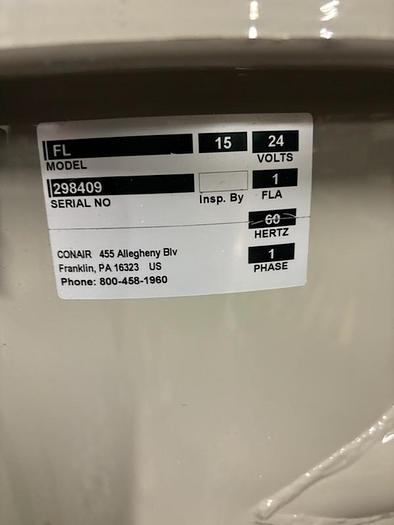 FL 15 24
MODEL VOLTS
298409 1
SERIAL NO Insp. By FLA
60
HERTZ
CONAIR 455 Allegheny Blv
Franklin, PA 16323 US
Phone: 800-458-1960
1
PHASE